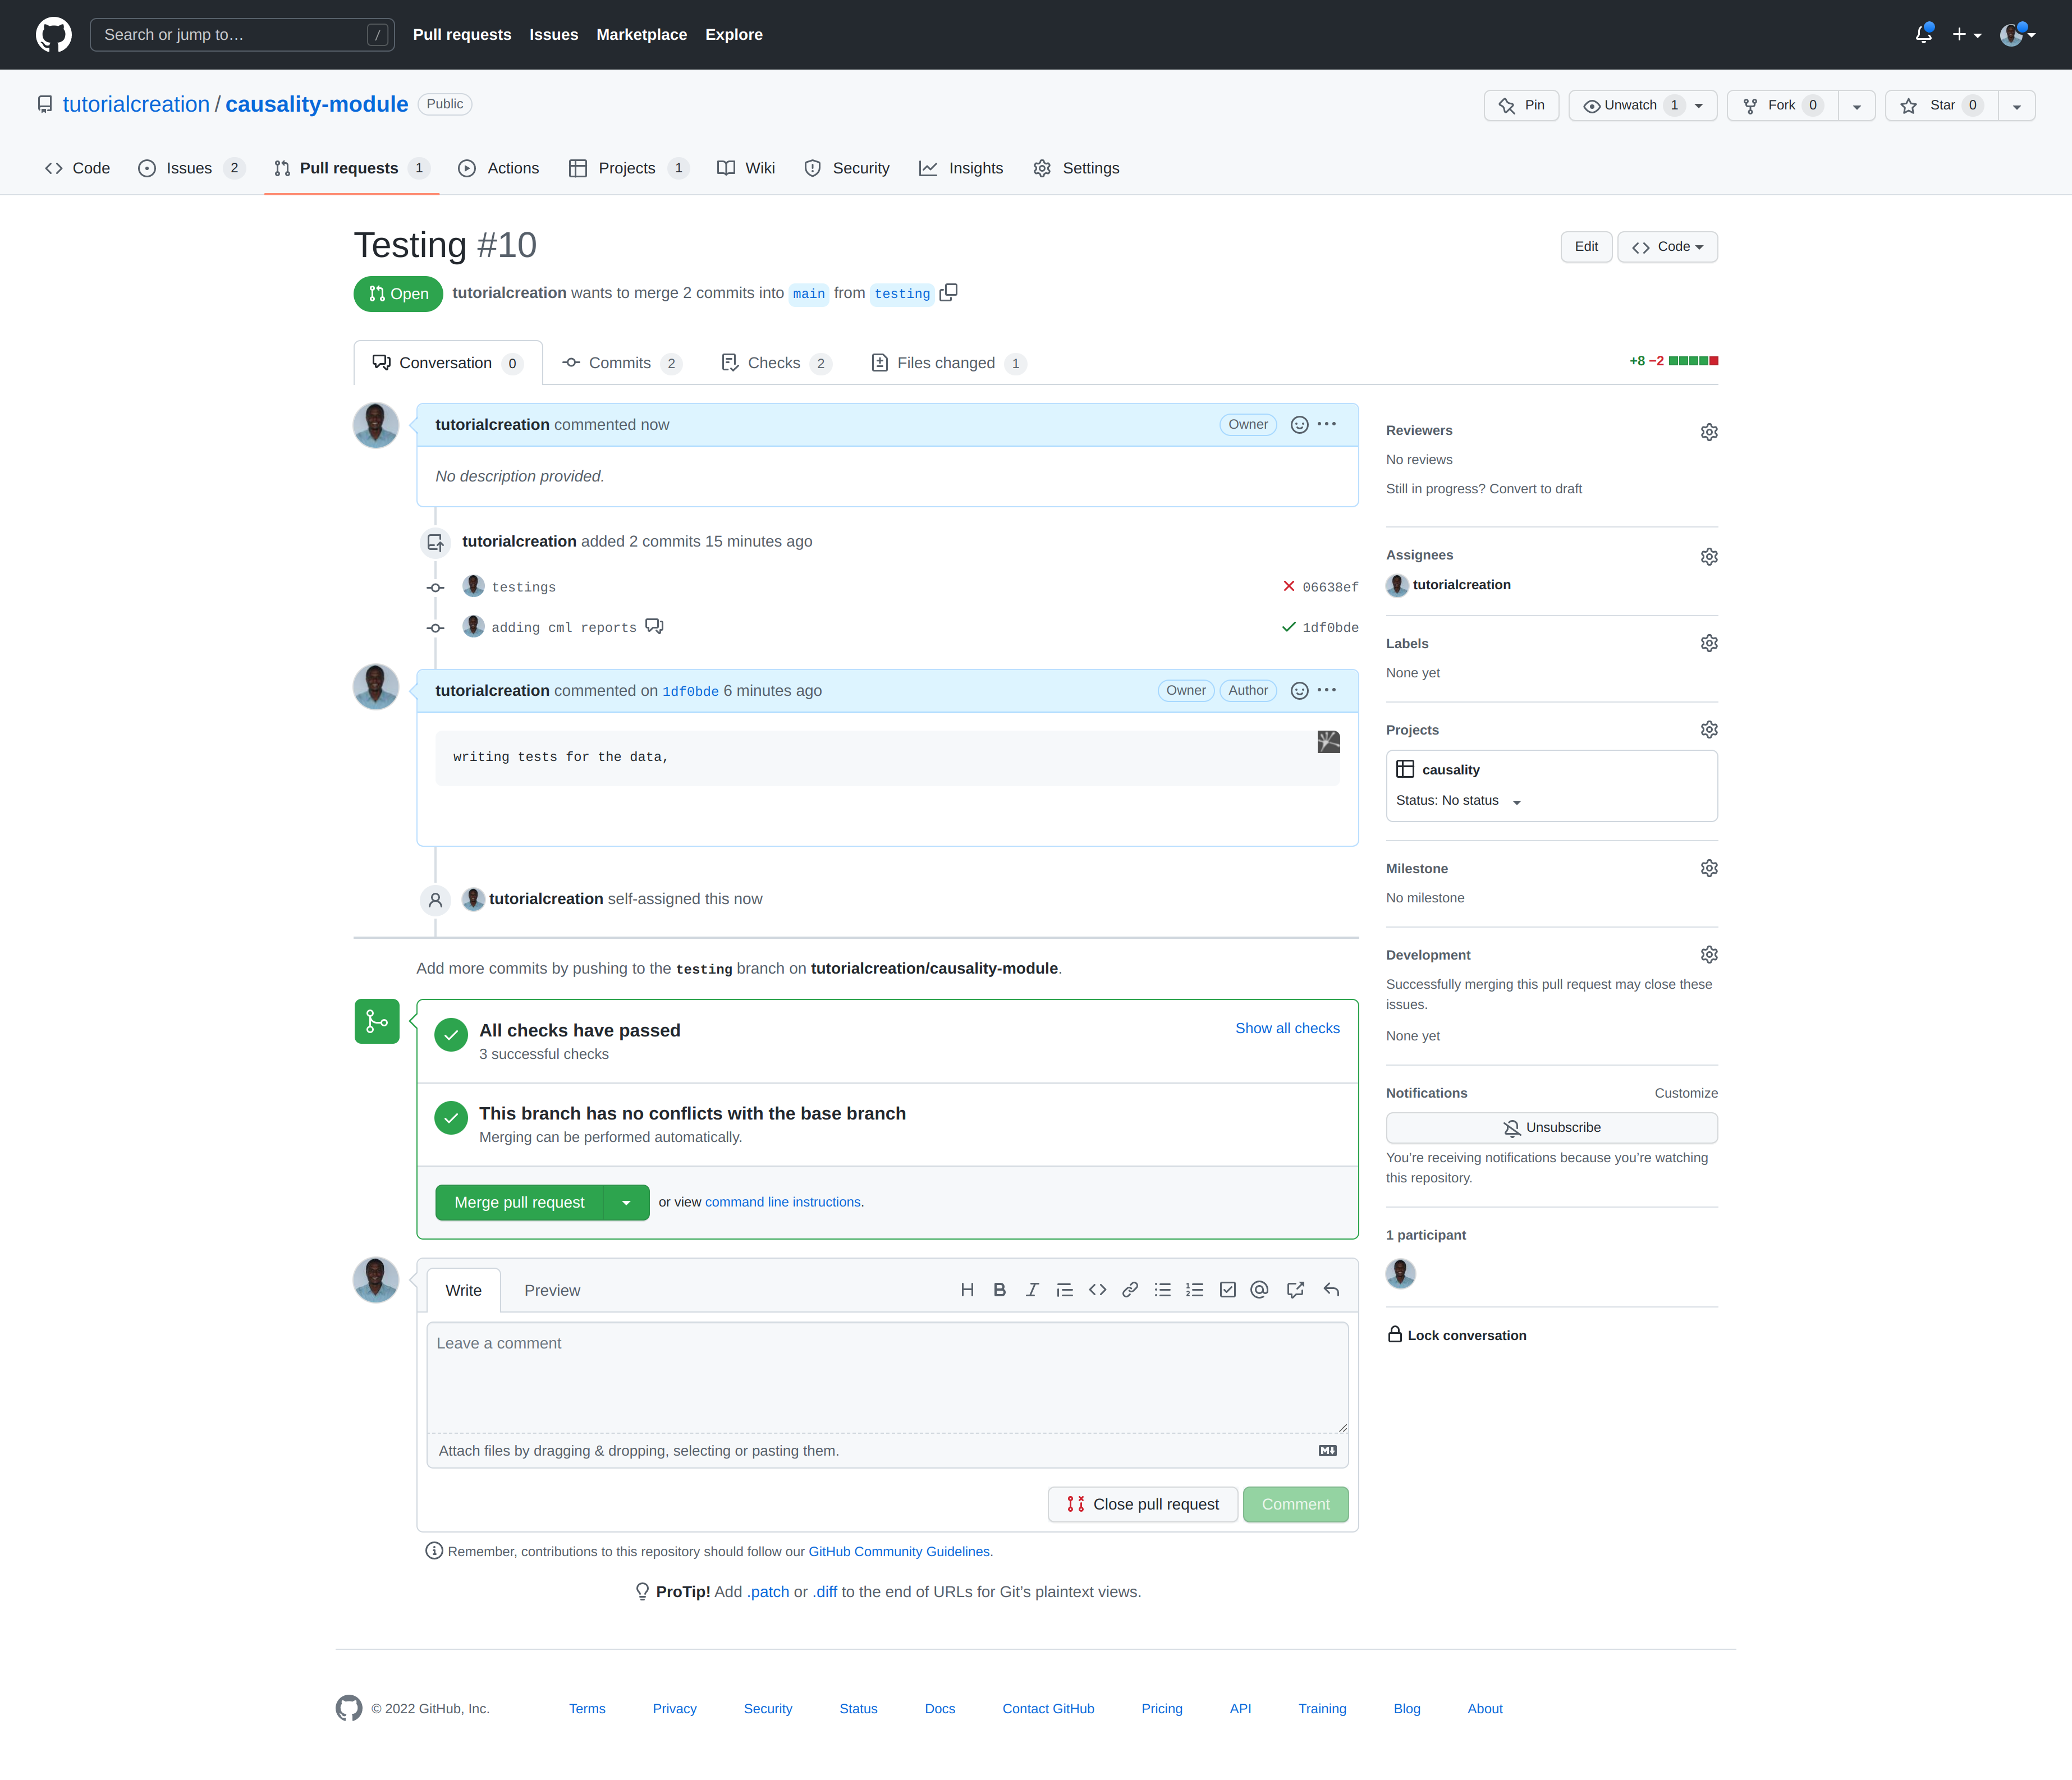 Search or jump to… /
Pull requests Issues Marketplace Explore
tutorialcreation / causality-module Public
Pin Unwatch 1 Fork 0 Star 0
Code Issues 2 Pull requests 1 Actions Projects 1 Wiki Security Insights Settings
Testing #10
Edit Code
Open tutorialcreation wants to merge 2 commits into main from testing
Conversation 0 Commits 2 Checks 2 Files changed 1
+8 −2
tutorialcreation commented now Owner
No description provided.
tutorialcreation added 2 commits 15 minutes ago
testings 06638ef
adding cml reports 1df0bde
tutorialcreation commented on 1df0bde 6 minutes ago Owner Author
writing tests for the data,
tutorialcreation self-assigned this now
Add more commits by pushing to the testing branch on tutorialcreation/causality-module.
All checks have passed
3 successful checks
Show all checks
This branch has no conflicts with the base branch
Merging can be performed automatically.
Merge pull request or view command line instructions.
Write Preview
Leave a comment
Attach files by dragging & dropping, selecting or pasting them.
Close pull request Comment
Remember, contributions to this repository should follow our GitHub Community Guidelines.
ProTip! Add .patch or .diff to the end of URLs for Git’s plaintext views.
Reviewers
No reviews
Still in progress? Convert to draft
Assignees
tutorialcreation
Labels
None yet
Projects
causality
Status: No status
Milestone
No milestone
Development
Successfully merging this pull request may close these
issues.
None yet
Notifications Customize
Unsubscribe
You’re receiving notifications because you’re watching
this repository.
1 participant
Lock conversation
© 2022 GitHub, Inc. Terms Privacy Security Status Docs Contact GitHub Pricing API Training Blog About